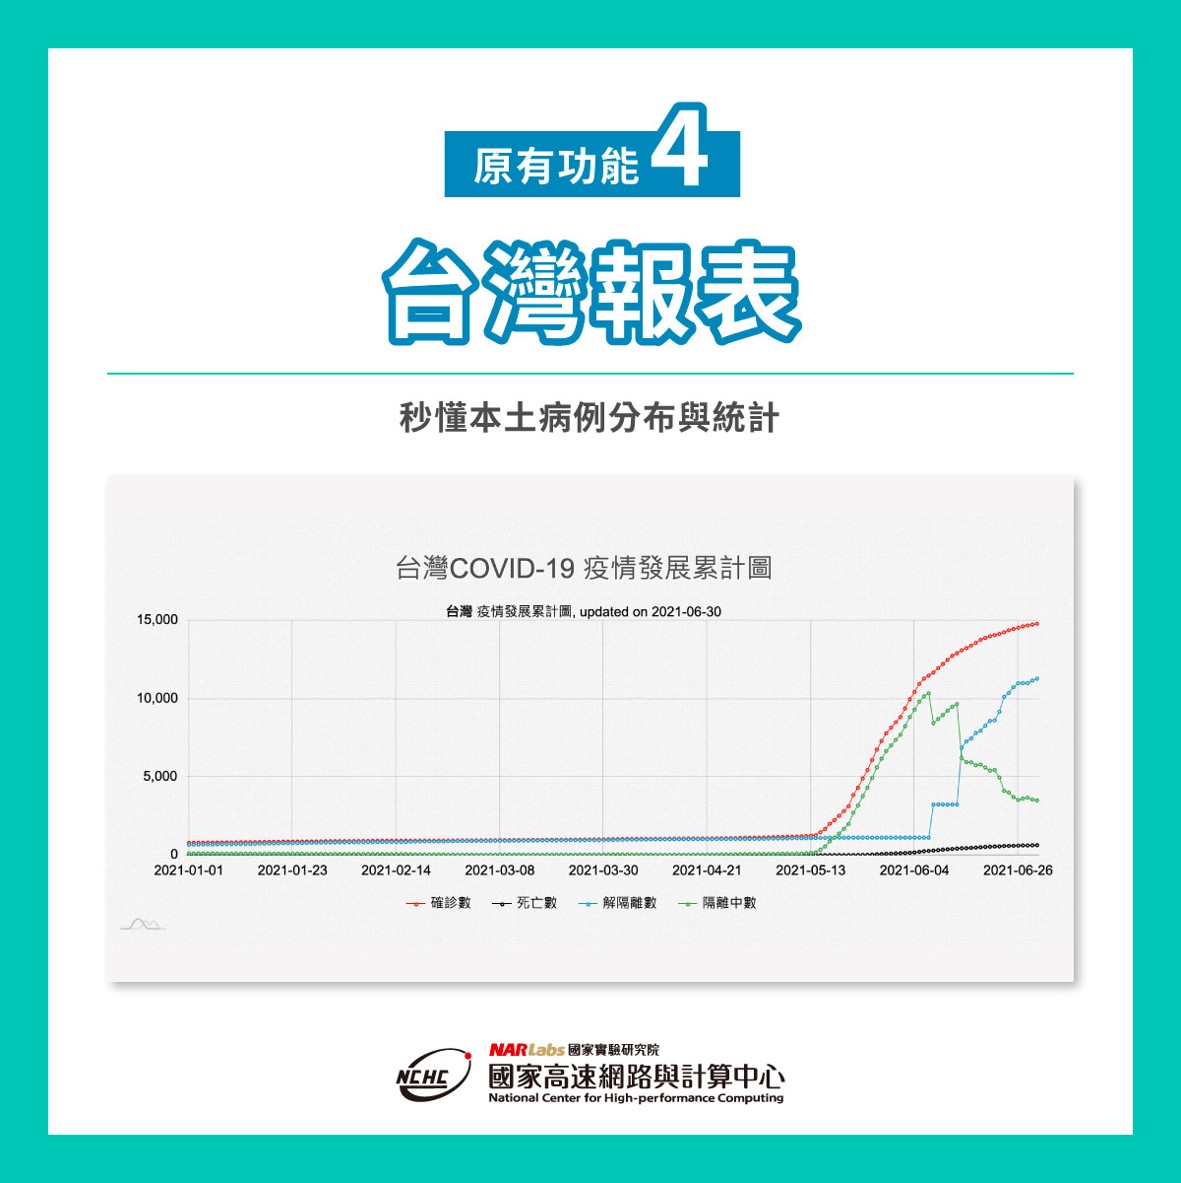 原有功能4
台灣報表
秒懂本土病例分布與統計
台灣COVID-19 疫情發展累計圖
台灣 疫情發展累計圖, updated on 2021-06-30
15,000
10,000
5,000
0
2021-01-01 2021-01-23 2021-02-14 2021-03-08 2021-03-30 2021-04-21 2021-05-13 2021-06-04 2021-06-26
確診數 死亡數 解隔離數 隔離中數
NCHC
NARLabs 國家實驗研究院
國家高速網路與計算中心
National Center for High-performance Computing